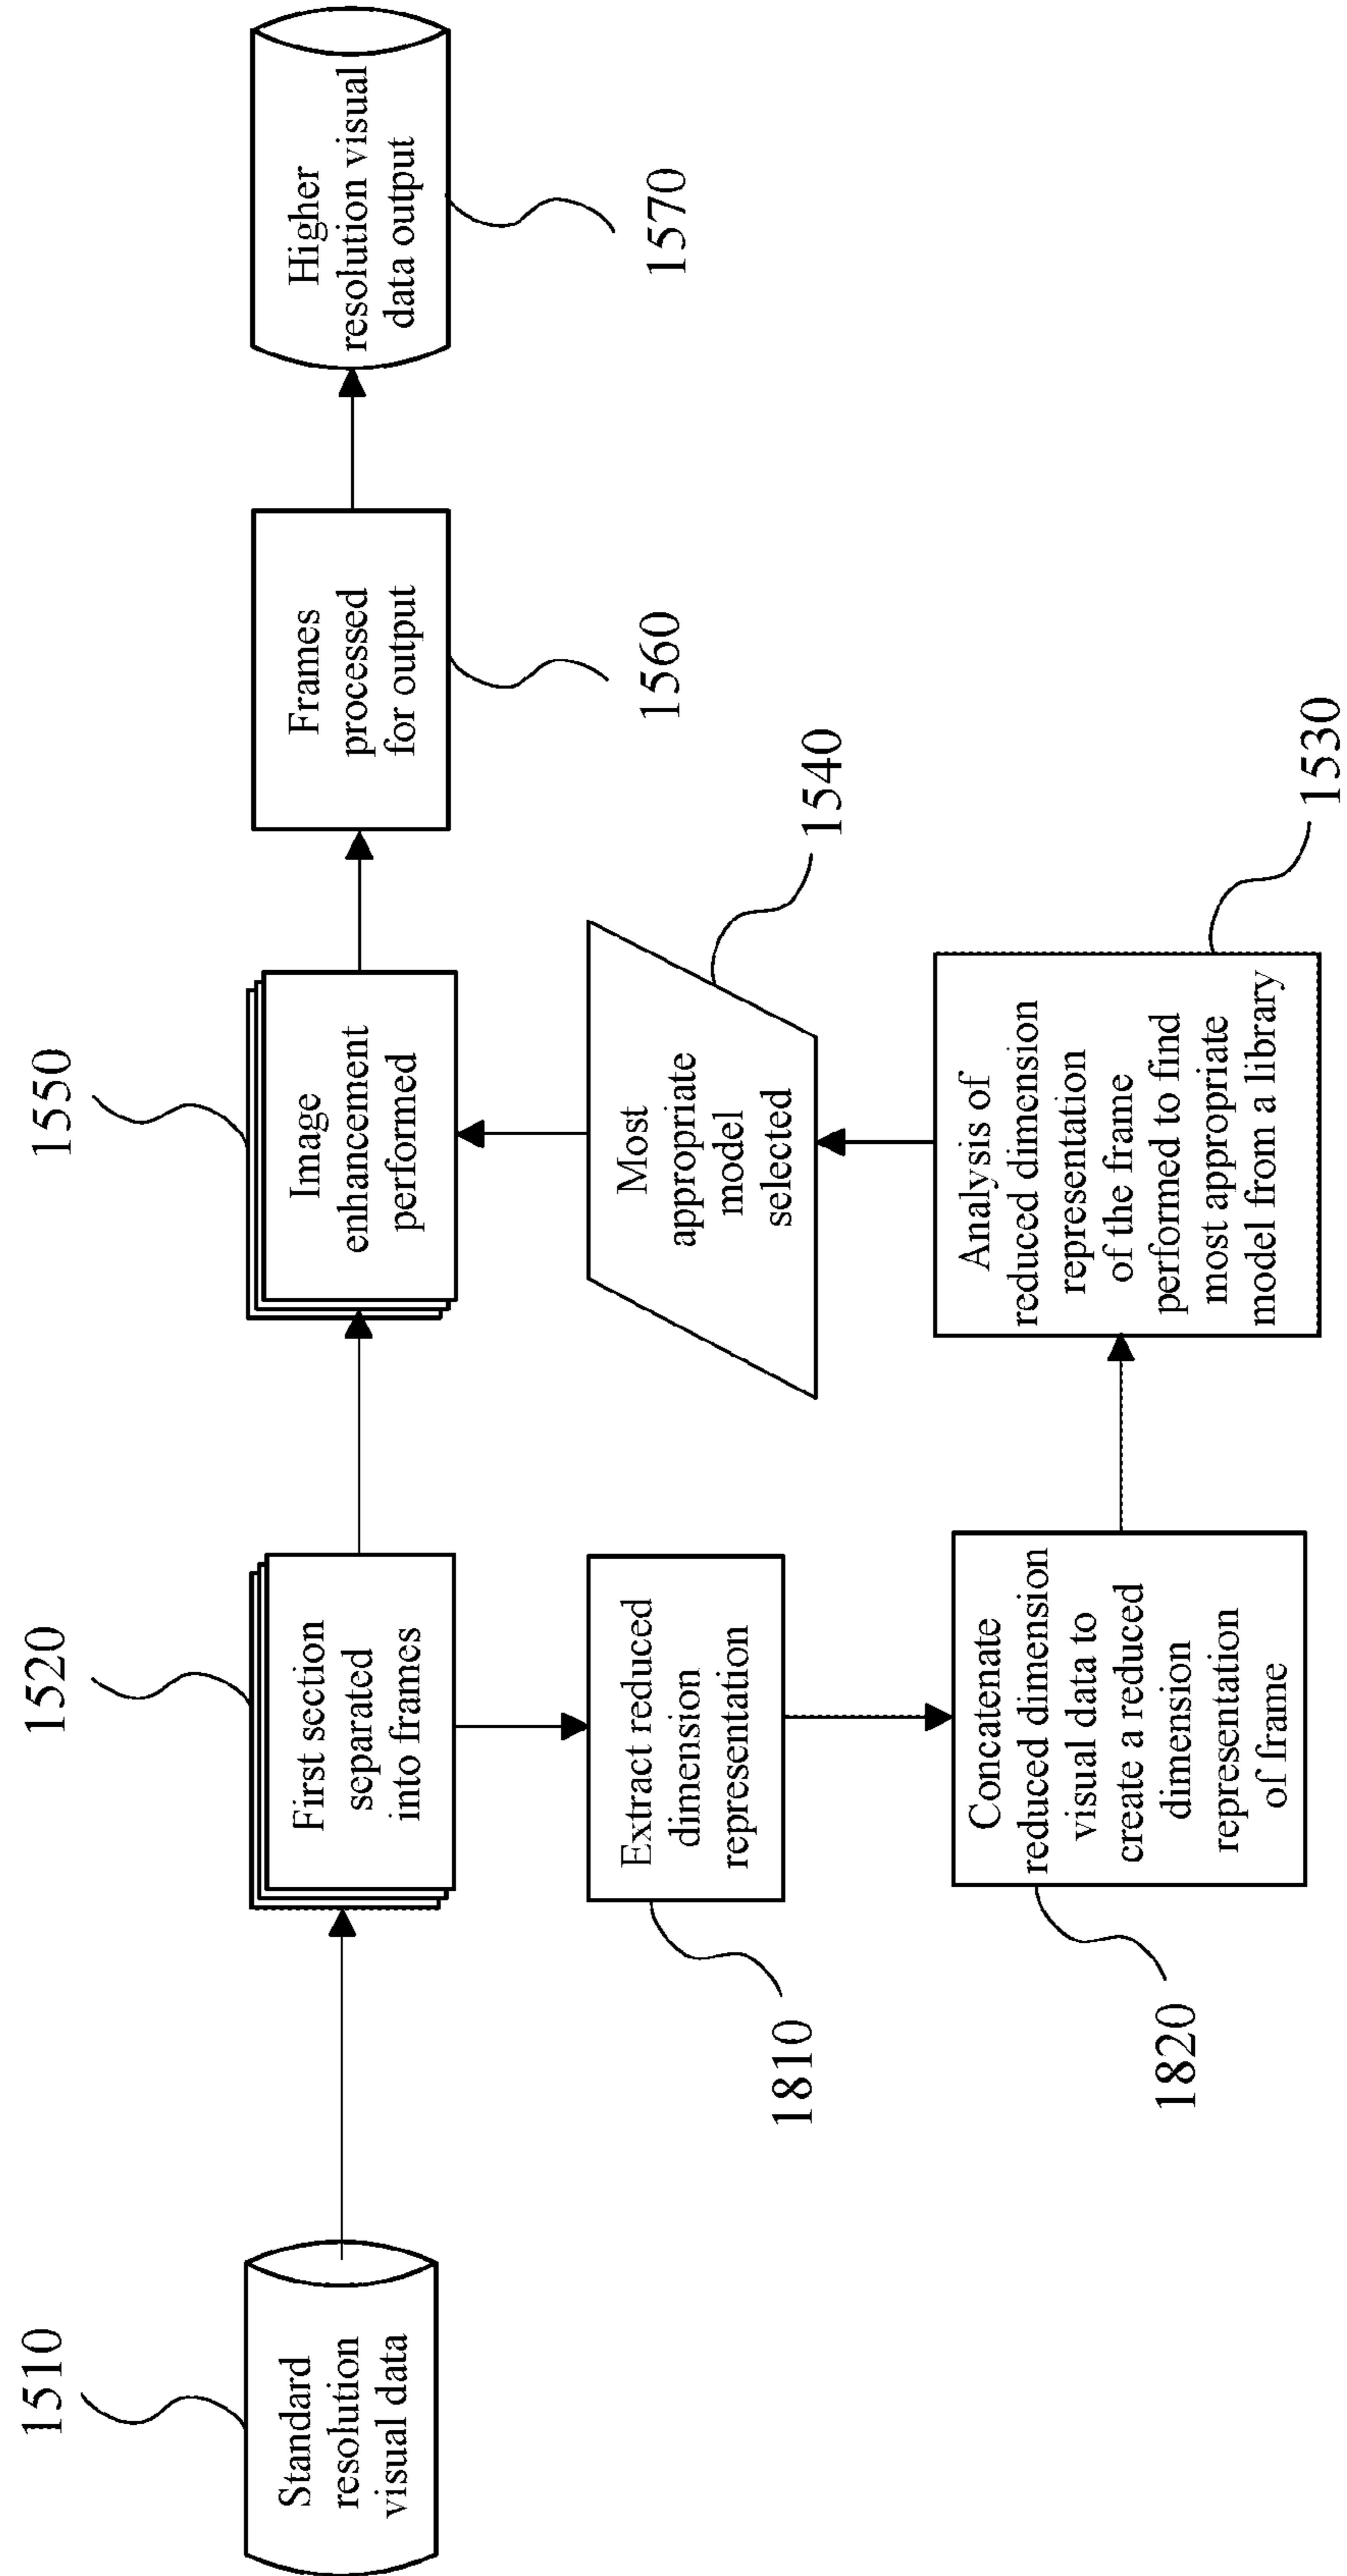 1510
Standard
resolution
visual data
1520
First section
separated
into frames
1550
Image
enhancement
performed
Frames
processed
for output
1560
Higher
resolution visual
data output
1570
Extract reduced
dimension
representation
1810
Most
appropriate
model
selected
1540
Concatenate
reduced dimension
visual data to
create a reduced
dimension
representation
of frame
1820
Analysis of
reduced dimension
representation
of the frame
performed to find
most appropriate
model from a library
1530